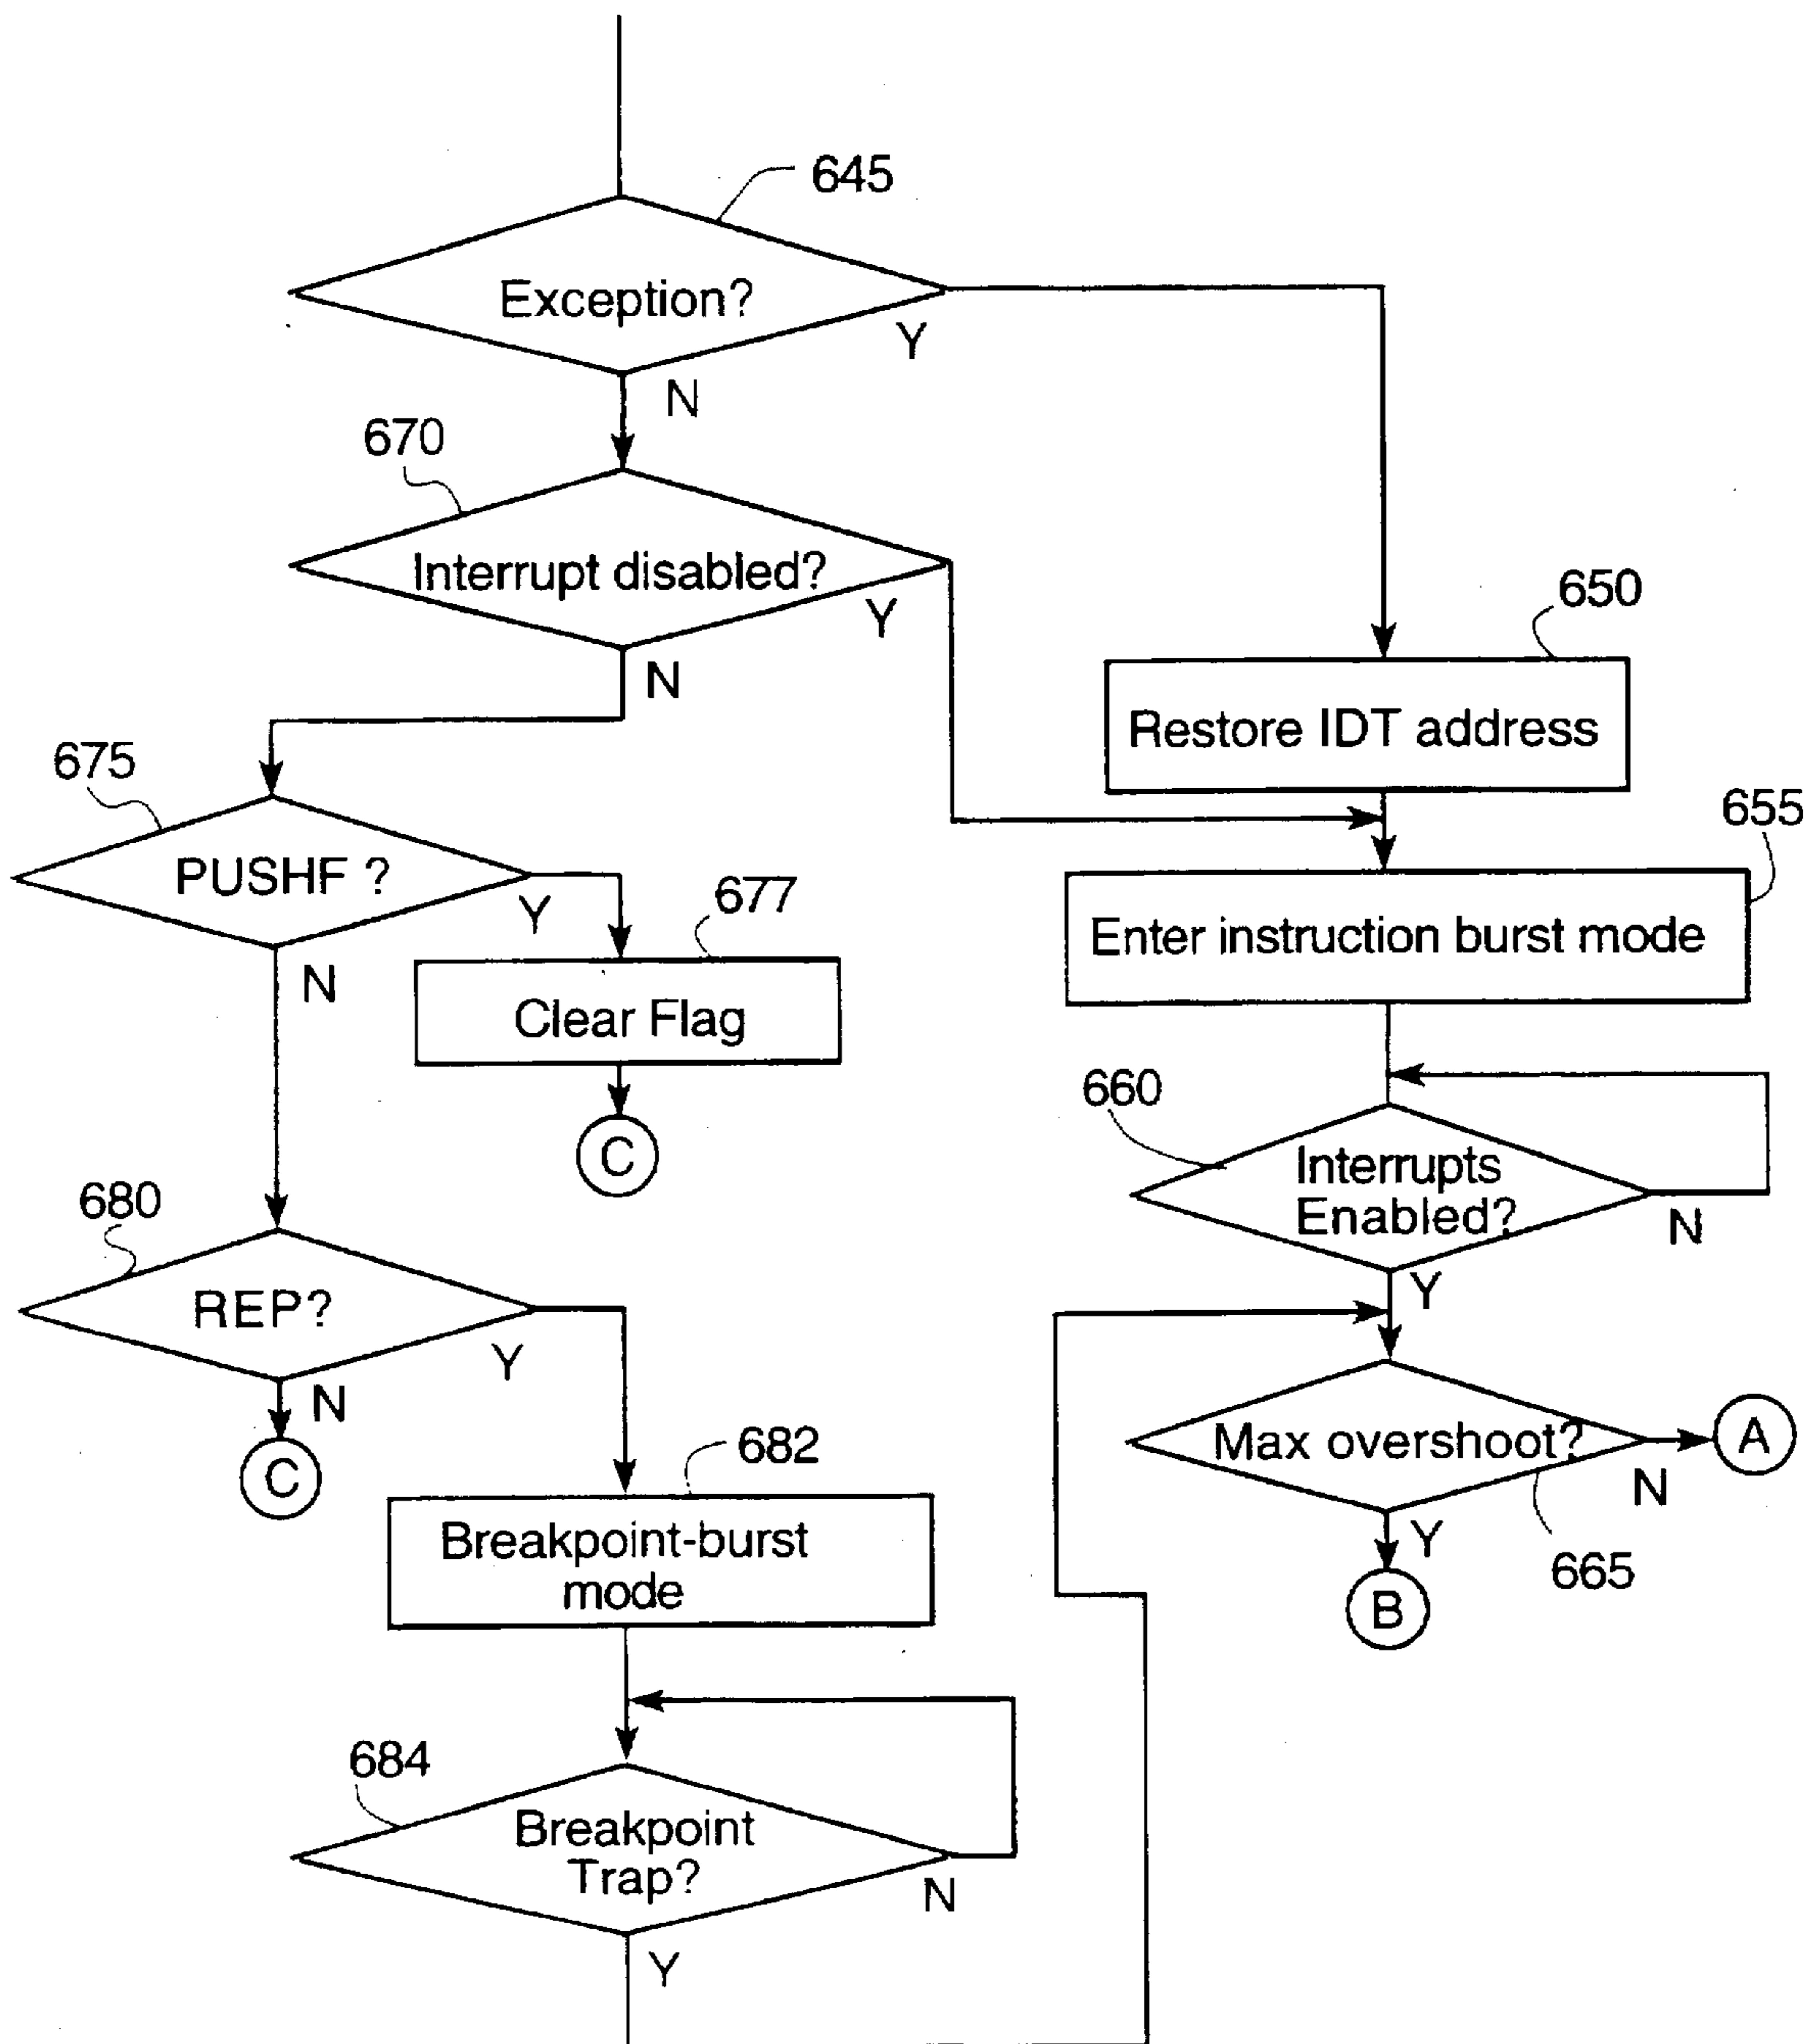 645
Exception?
Y
N
670
Interrupt disabled?
Y
N
650
Restore IDT address
675
PUSHF ?
Y
N
677
Clear Flag
C
655
Enter instruction burst mode
660
Interrupts
Enabled?
N
Y
680
REP?
Y
N
C
Max overshoot?
N
A
Y
665
B
682
Breakpoint-burst
mode
684
Breakpoint
Trap?
N
Y